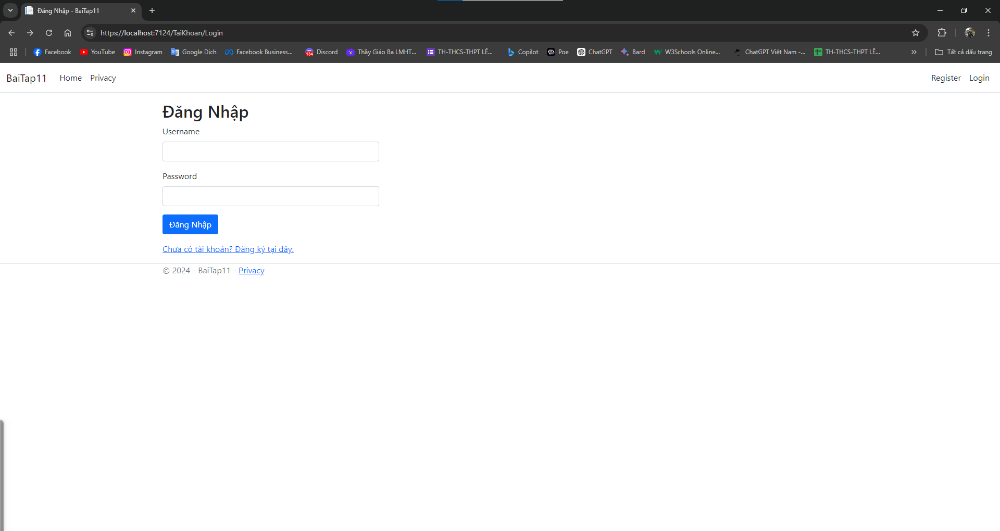 Đăng Nhập - BaiTap11
https://localhost:7124/TaiKhoan/Login
Facebook YouTube Instagram Google Dịch Facebook Business... Discord Thầy Giáo Ba LMHT... TH-THCS-THPT LÊ... Copilot Poe ChatGPT Bard W3Schools Online... ChatGPT Việt Nam -... TH-THCS-THPT LÊ... Tất cả dấu trang
BaiTap11 Home Privacy Register Login
Đăng Nhập
Username
Password
Đăng Nhập
Chưa có tài khoản? Đăng ký tại đây.
© 2024 - BaiTap11 - Privacy